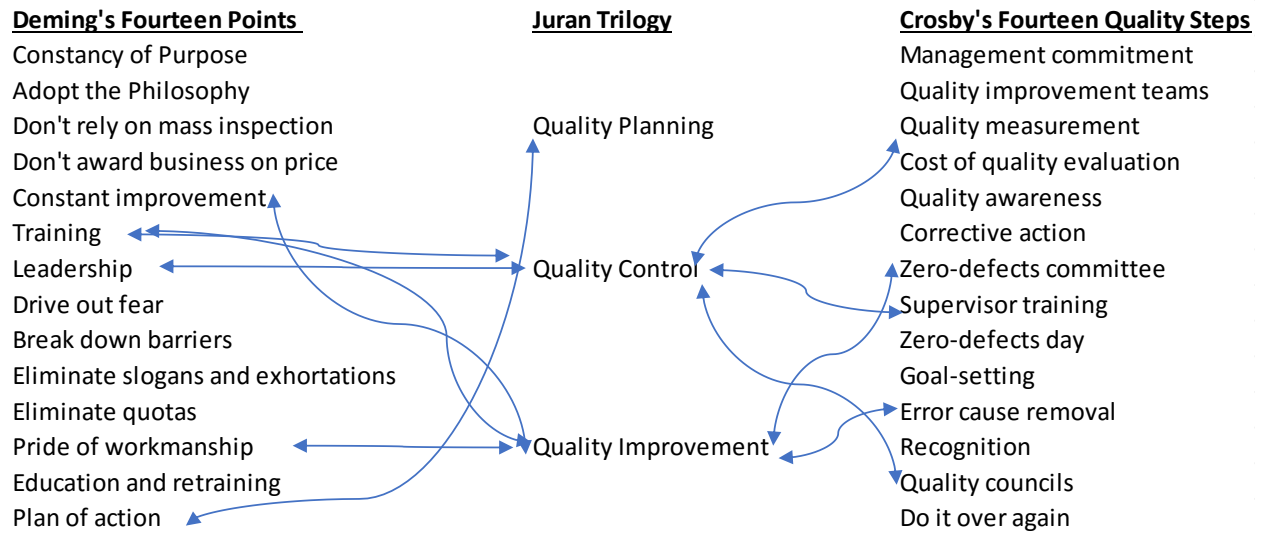 Deming's Fourteen Points Juran Trilogy Crosby's Fourteen Quality Steps
Constancy of Purpose Management commitment
Adopt the Philosophy Quality improvement teams
Don't rely on mass inspection Quality Planning Quality measurement
Don't award business on price Cost of quality evaluation
Constant improvement Quality awareness
Training Corrective action
Leadership Quality Control Zero-defects committee
Drive out fear Supervisor training
Break down barriers Zero-defects day
Eliminate slogans and exhortations Goal-setting
Eliminate quotas Error cause removal
Pride of workmanship Quality Improvement Recognition
Education and retraining Quality councils
Plan of action Do it over again